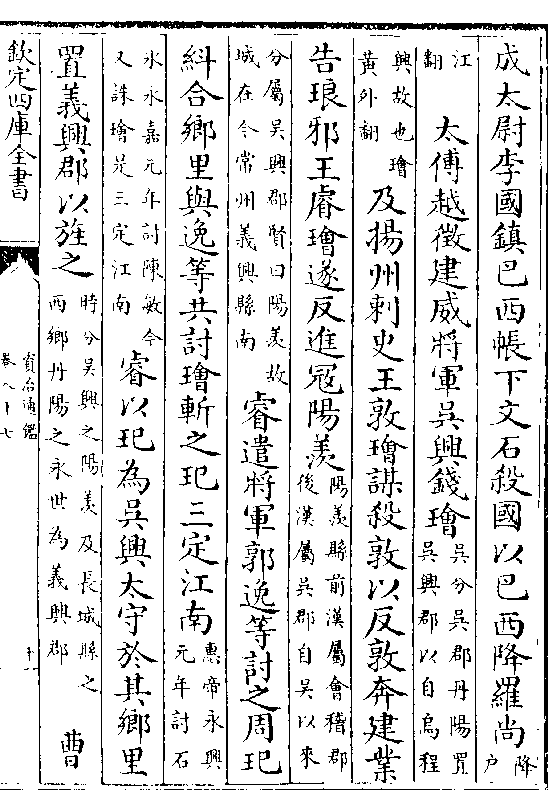 成太尉李國鎮巴西帳下文石殺國以巴西降羅尚降戶
江翻太傅越徵建威將軍吳興錢璯吳分吳郡丹陽置吳興郡以自烏程
興故也璯黃外翻及揚州刺史王敦璯謀殺敦以反敦奔建業
告琅邪王睿璯遂反進寇陽羨陽羨縣前漢屬會稽郡後漢屬吳郡自吳以來
分屬吳興郡賢曰陽羨故城在今常州義興縣南睿遣將軍郭逸等討之周玘
糾合鄉里與逸等共討璯斬之玘三定江南惠帝永興元年討石
氷永嘉元年討陳敏今又誅璯是三定江南睿以玘為吳興太守於其鄉里
置義興郡以旌之時分吳興之陽羨及長城縣之西鄉丹陽之永世為義興郡曹
欽定四庫全書
資治通鑑
卷八十七
十一